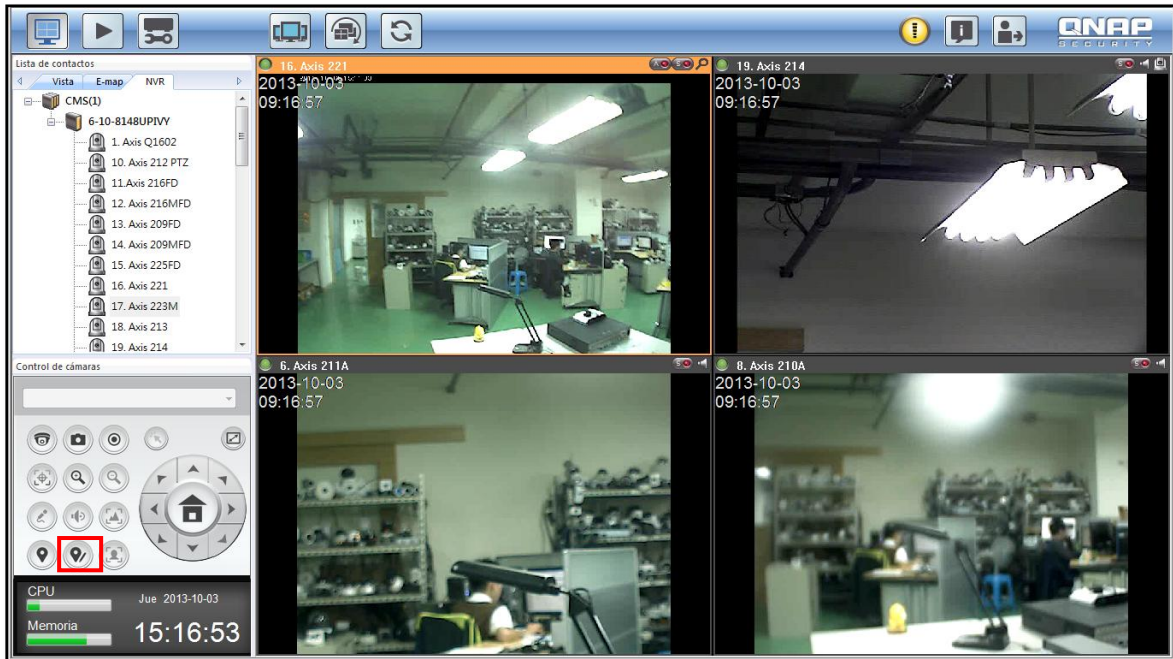 QNAP
SECURITY
Lista de contactos
Vista E-map NVR
CMS(1)
6-10-8148UPIVY
1. Axis Q1602
10. Axis 212 PTZ
11.Axis 216FD
12. Axis 216MFD
13. Axis 209FD
14. Axis 209MFD
15. Axis 225FD
16. Axis 221
17. Axis 223M
18. Axis 213
19. Axis 214
Control de cámaras
CPU
Jue 2013-10-03
Memoria
15:16:53
16. Axis 221
2013-10-03
09:16:57
19. Axis 214
2013-10-03
09:16:57
6. Axis 211A
2013-10-03
09:16:57
8. Axis 210A
2013-10-03
09:16:57